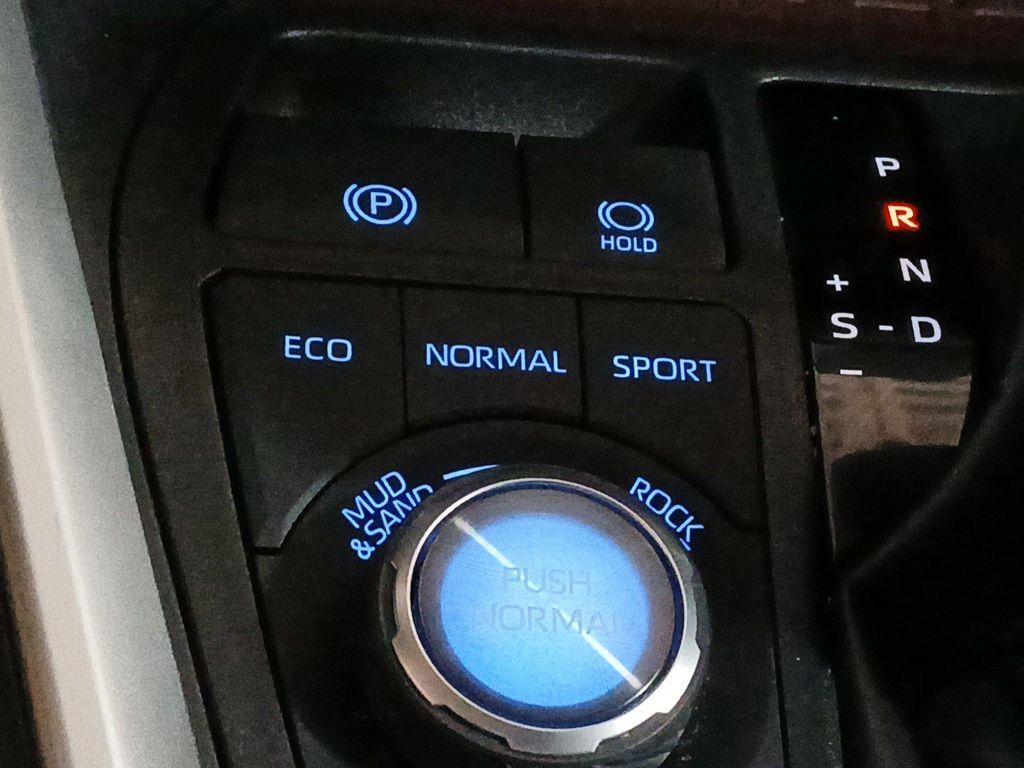 P
HOLD
P
R
N
+
S - D
–
ECO
NORMAL
SPORT
MUD
& SAND
ROCK
PUSH
NORMAL